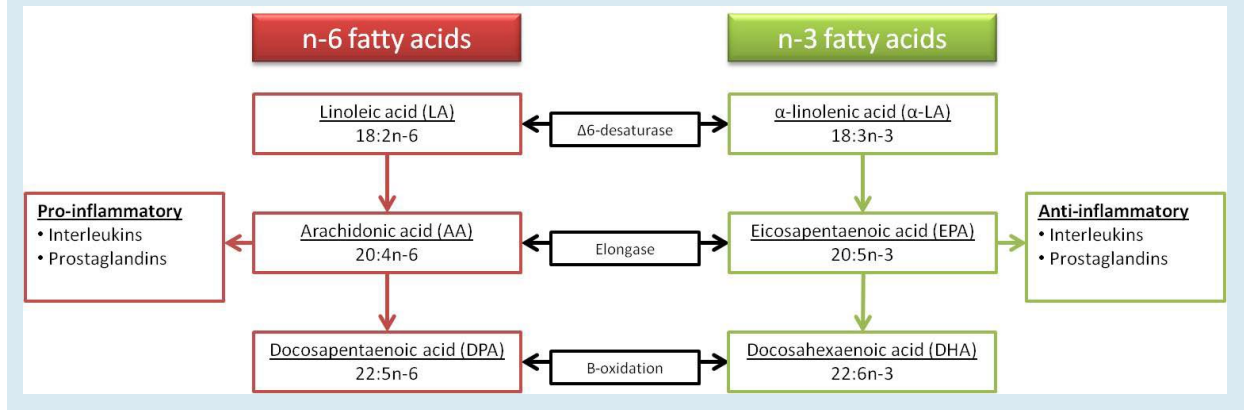 n-6 fatty acids
n-3 fatty acids
Linoleic acid (LA)
18:2n-6
Δ6-desaturase
α-linolenic acid (α-LA)
18:3n-3
Pro-inflammatory
• Interleukins
• Prostaglandins
Arachidonic acid (AA)
20:4n-6
Elongase
Eicosapentaenoic acid (EPA)
20:5n-3
Anti-inflammatory
• Interleukins
• Prostaglandins
Docosapentaenoic acid (DPA)
22:5n-6
B-oxidation
Docosahexaenoic acid (DHA)
22:6n-3